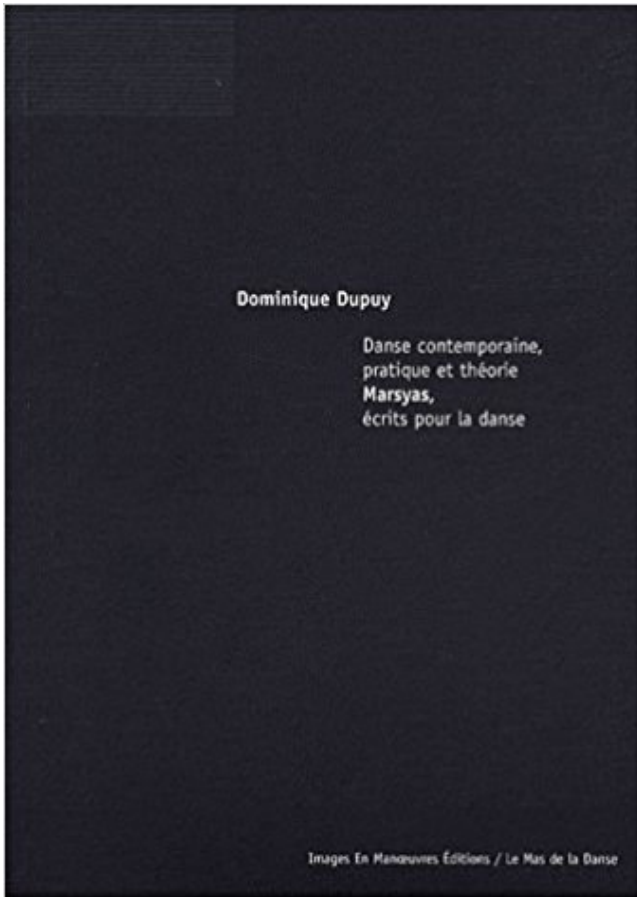 Dominique Dupuy
Danse contemporaine,
pratique et théorie
Marsyas,
écrits pour la danse
Images En Manœuvres Éditions / Le Mas de la Danse